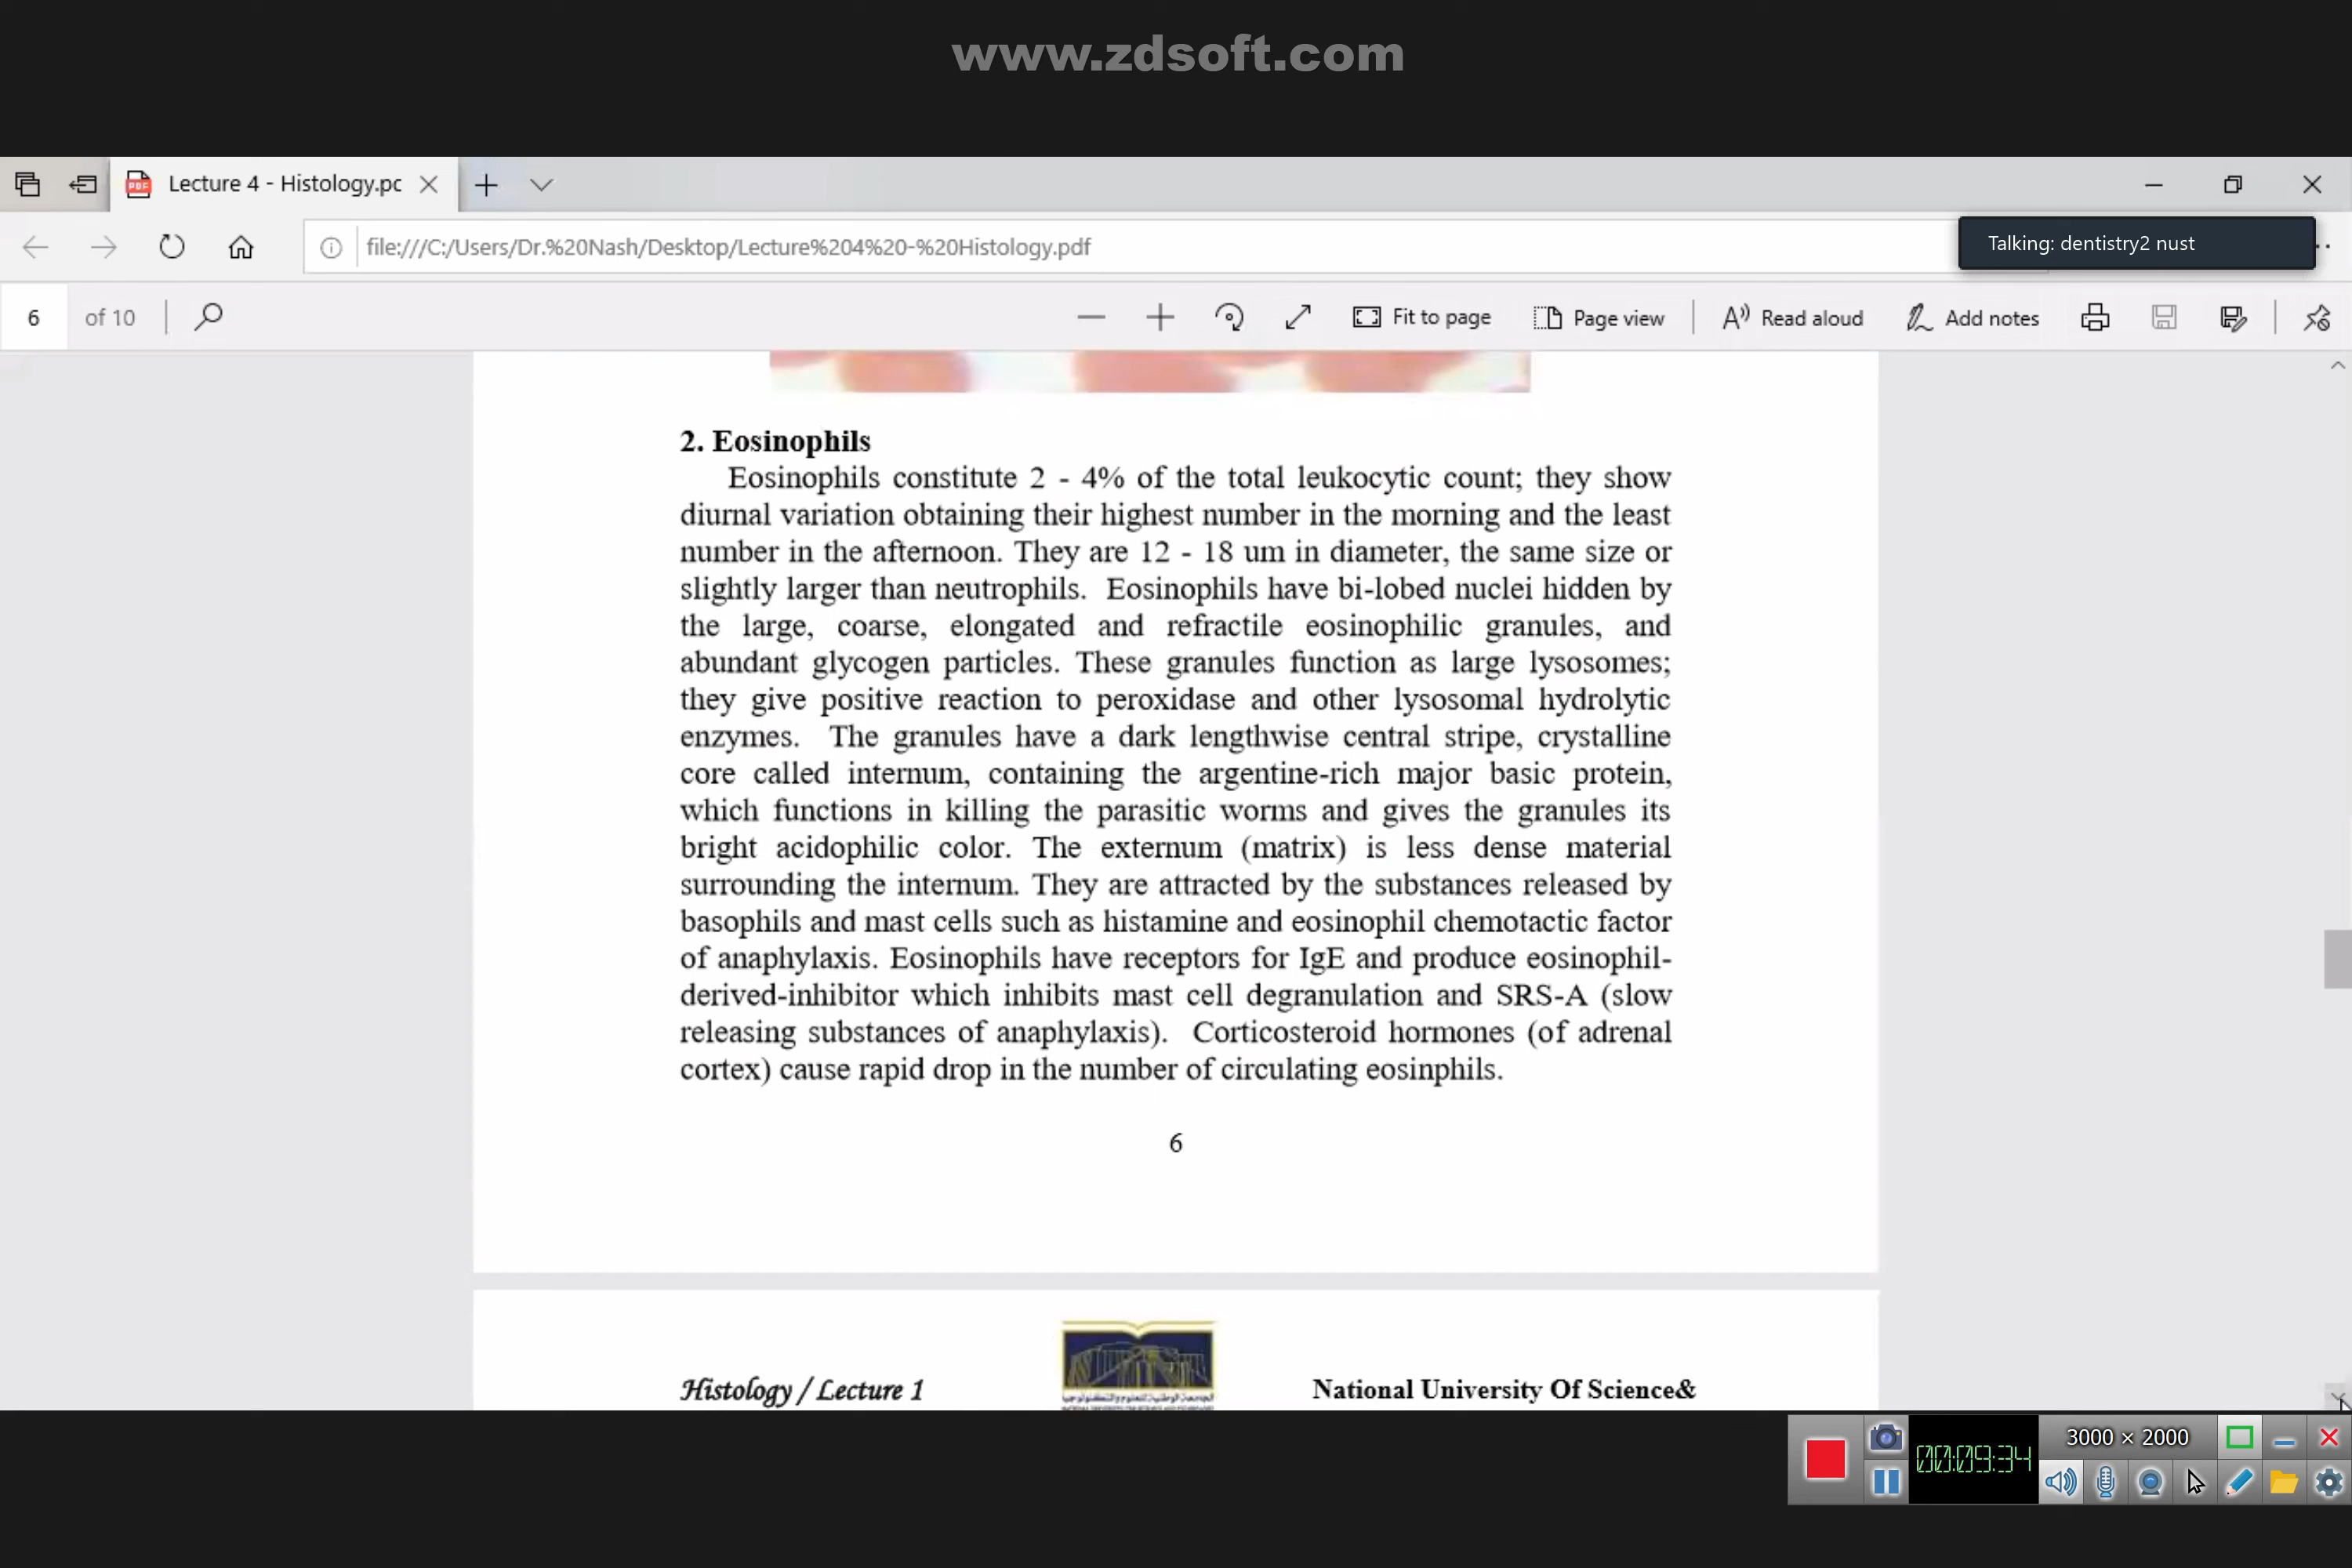 www.zdsoft.com
Lecture 4 - Histology.pc
file:///C:/Users/Dr.%20Nash/Desktop/Lecture%204%20-%20Histology.pdf
Talking: dentistry2 nust
6 of 10
Fit to page
Page view
Read aloud
Add notes
2. Eosinophils
Eosinophils constitute 2 - 4% of the total leukocytic count; they show
diurnal variation obtaining their highest number in the morning and the least
number in the afternoon. They are 12 - 18 um in diameter, the same size or
slightly larger than neutrophils. Eosinophils have bi-lobed nuclei hidden by
the large, coarse, elongated and refractile eosinophilic granules, and
abundant glycogen particles. These granules function as large lysosomes;
they give positive reaction to peroxidase and other lysosomal hydrolytic
enzymes. The granules have a dark lengthwise central stripe, crystalline
core called internum, containing the argentine-rich major basic protein,
which functions in killing the parasitic worms and gives the granules its
bright acidophilic color. The externum (matrix) is less dense material
surrounding the internum. They are attracted by the substances released by
basophils and mast cells such as histamine and eosinophil chemotactic factor
of anaphylaxis. Eosinophils have receptors for IgE and produce eosinophil-
derived-inhibitor which inhibits mast cell degranulation and SRS-A (slow
releasing substances of anaphylaxis). Corticosteroid hormones (of adrenal
cortex) cause rapid drop in the number of circulating eosinphils.
6
Histology / Lecture 1
National University Of Science&
3000 × 2000
00:09:34